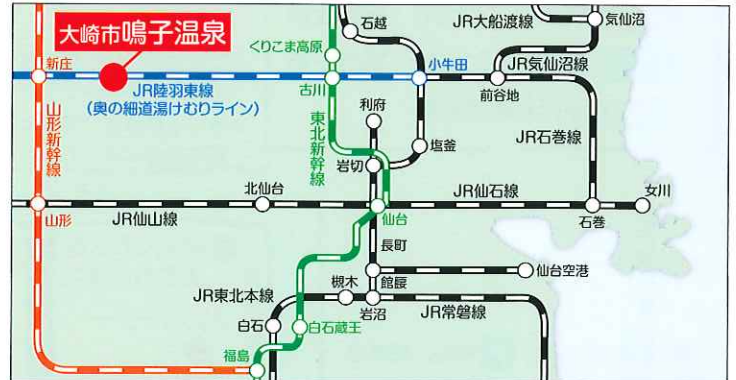 大崎市鳴子温泉
石越
JR大船渡線
気仙沼
くりこま高原
新庄
小牛田
JR気仙沼線
JR陸羽東線
(奥の細道湯けむりライン)
古川
前谷地
利府
山形新幹線
東北新幹線
塩釜
JR石巻線
岩切
北仙台
JR仙石線
女川
山形
JR仙山線
仙台
石巻
長町
仙台空港
館腰
槻木
JR東北本線
岩沼
JR常磐線
白石
白石蔵王
福島